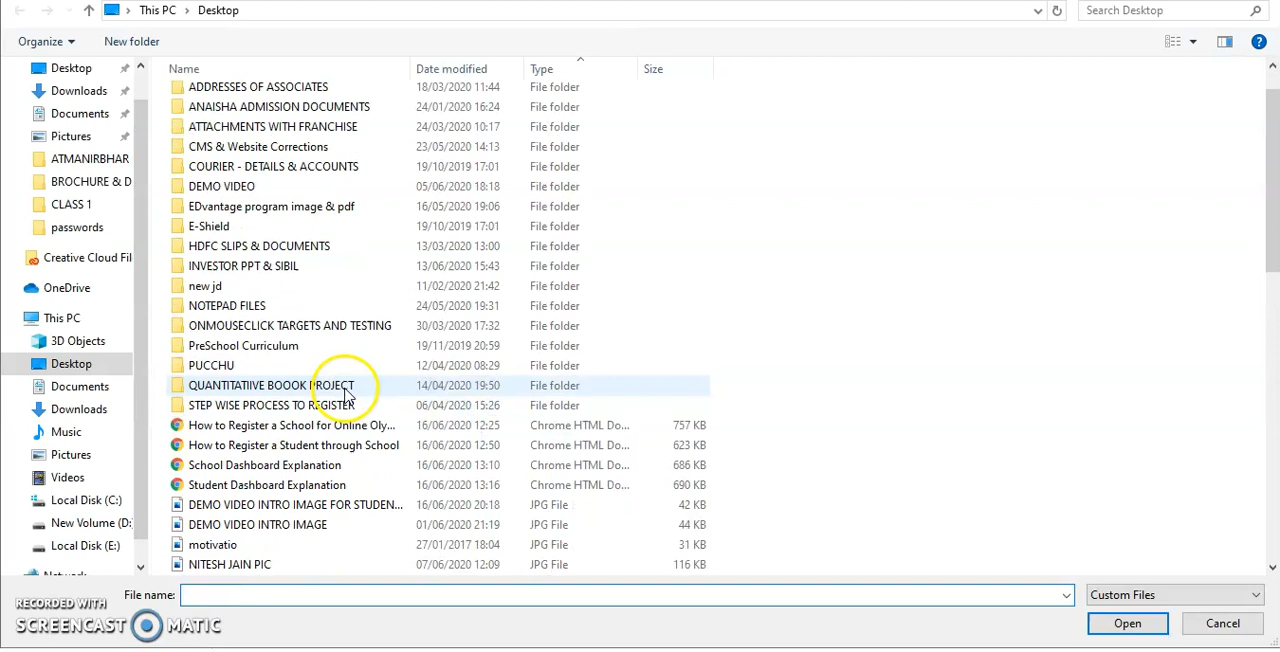 This PC › Desktop
Search Desktop
Organize
New folder
Name
Date modified
Type
Size
Desktop
Downloads
Documents
Pictures
ATMANIRBHAR
BROCHURE & D
CLASS 1
passwords
Creative Cloud Fil
OneDrive
This PC
3D Objects
Desktop
Documents
Downloads
Music
Pictures
Videos
Local Disk (C:)
New Volume (D:
Local Disk (E:)
Network
ADDRESSES OF ASSOCIATES 18/03/2020 11:44 File folder
ANAISHA ADMISSION DOCUMENTS 24/01/2020 16:24 File folder
ATTACHMENTS WITH FRANCHISE 24/03/2020 10:17 File folder
CMS & Website Corrections 23/05/2020 14:13 File folder
COURIER - DETAILS & ACCOUNTS 19/10/2019 17:01 File folder
DEMO VIDEO 05/06/2020 18:18 File folder
EDvantage program image & pdf 16/05/2020 19:06 File folder
E-Shield 19/10/2019 17:01 File folder
HDFC SLIPS & DOCUMENTS 13/03/2020 13:00 File folder
INVESTOR PPT & SIBIL 13/06/2020 15:43 File folder
new jd 11/02/2020 21:42 File folder
NOTEPAD FILES 24/05/2020 19:31 File folder
ONMOUSECLICK TARGETS AND TESTING 30/03/2020 17:32 File folder
PreSchool Curriculum 19/11/2019 20:59 File folder
PUCCHU 12/04/2020 08:29 File folder
QUANTITATIIVE BOOOK PROJECT 14/04/2020 19:50 File folder
STEP WISE PROCESS TO REGISTER 06/04/2020 15:26 File folder
How to Register a School for Online Oly... 16/06/2020 12:25 Chrome HTML Do... 757 KB
How to Register a Student through School 16/06/2020 12:50 Chrome HTML Do... 623 KB
School Dashboard Explanation 16/06/2020 13:10 Chrome HTML Do... 686 KB
Student Dashboard Explanation 16/06/2020 13:16 Chrome HTML Do... 690 KB
DEMO VIDEO INTRO IMAGE FOR STUDEN... 16/06/2020 20:18 JPG File 42 KB
DEMO VIDEO INTRO IMAGE 01/06/2020 21:19 JPG File 44 KB
motivatio 27/01/2017 18:04 JPG File 31 KB
NITESH JAIN PIC 07/06/2020 12:09 JPG File 116 KB
File name:
Custom Files
Open
Cancel
RECORDED WITH
SCREENCAST MATIC